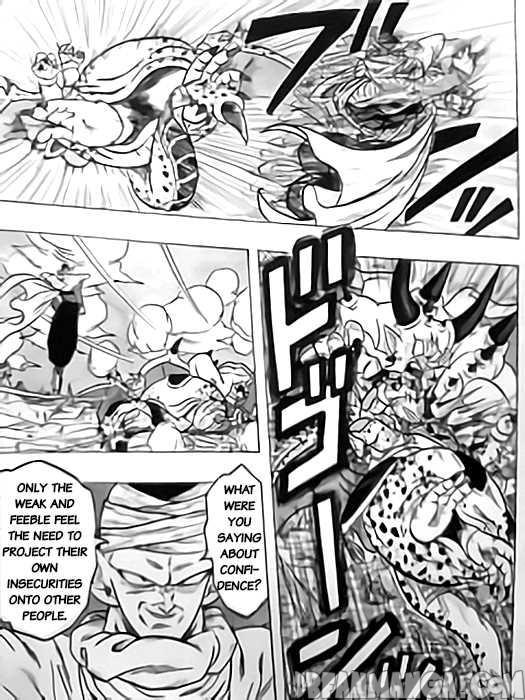 ブ
ン
ドゴーン
WHAT
WERE YOU
SAYING
ABOUT
CONFI-
DENCE?
ONLY THE
WEAK AND
FEEBLE FEEL
THE NEED TO
PROJECT THEIR
OWN
INSECURITIES
ONTO OTHER
PEOPLE.